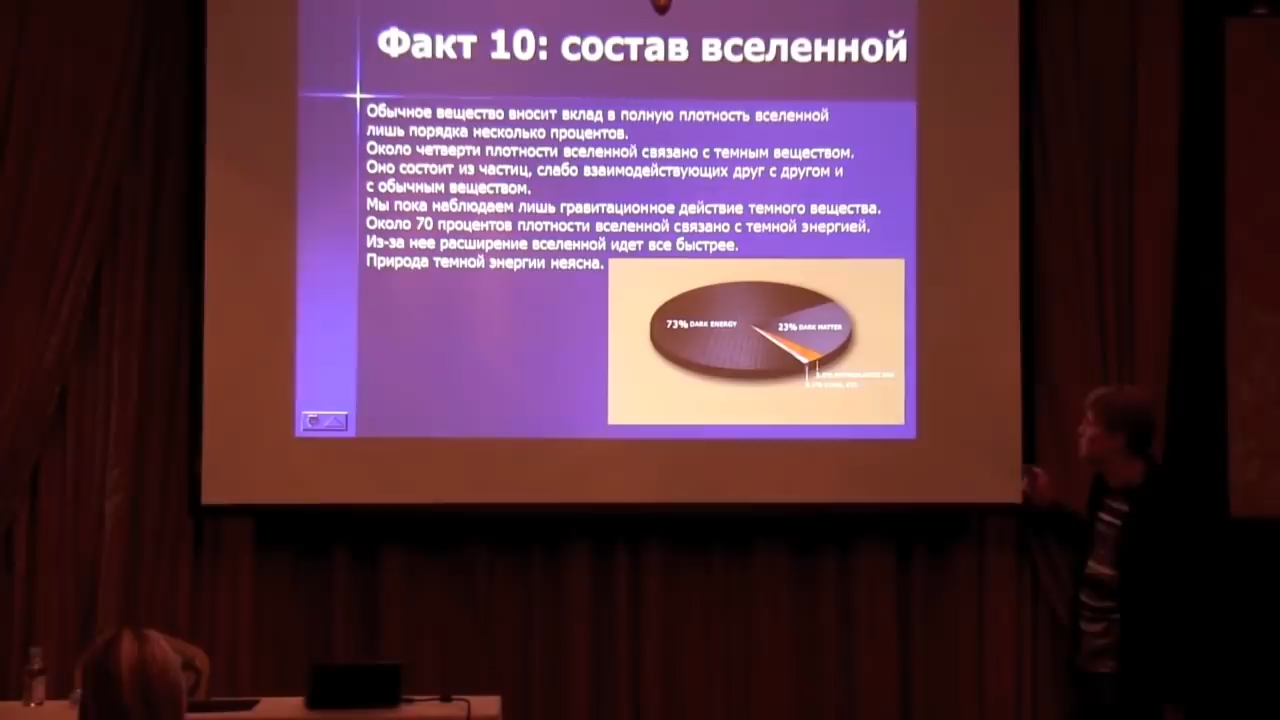 Факт 10: состав вселенной
Обычное вещество вносит вклад в полную плотность вселенной
лишь порядка несколько процентов.
Около четверти плотности вселенной связано с темным веществом.
Оно состоит из частиц, слабо взаимодействующих друг с другом и
с обычным веществом.
Мы пока наблюдаем лишь гравитационное действие темного вещества.
Около 70 процентов плотности вселенной связано с темной энергией.
Из-за нее расширение вселенной идет все быстрее.
Природа темной энергии неясна.
73% DARK ENERGY
23% DARK MATTER